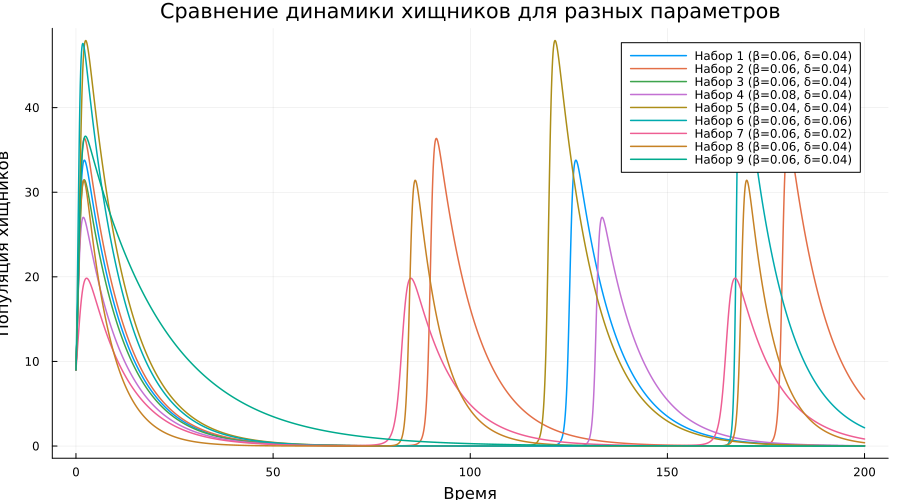 Сравнение динамики хищников для разных параметров
Популяция хищников
40
30
20
10
0
Набор 1 (β=0.06, δ=0.04)
Набор 2 (β=0.06, δ=0.04)
Набор 3 (β=0.06, δ=0.04)
Набор 4 (β=0.08, δ=0.04)
Набор 5 (β=0.04, δ=0.04)
Набор 6 (β=0.06, δ=0.06)
Набор 7 (β=0.06, δ=0.02)
Набор 8 (β=0.06, δ=0.04)
Набор 9 (β=0.06, δ=0.04)
0 50 100 150 200
Время